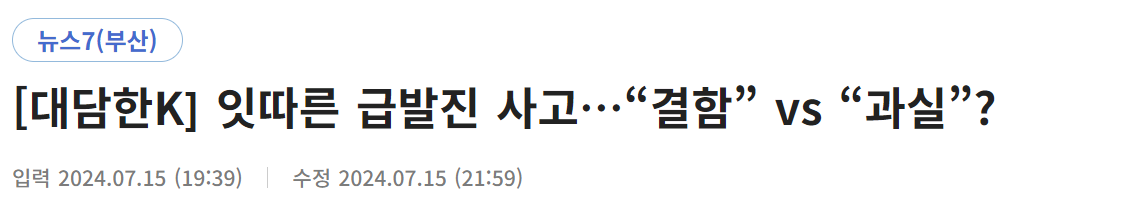 뉴스7(부산)
[대담한K] 잇따른 급발진 사고…“결함” vs “과실”?
입력 2024.07.15 (19:39) 수정 2024.07.15 (21:59)